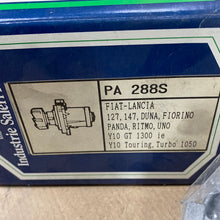 Industrie Saleri
PA 288S
FIAT-LANCIA
127, 147, DUNA, FIORINO
PANDA, RITMO, UNO
Y10 GT 1300 ie
Y10 Touring, Turbo 1050